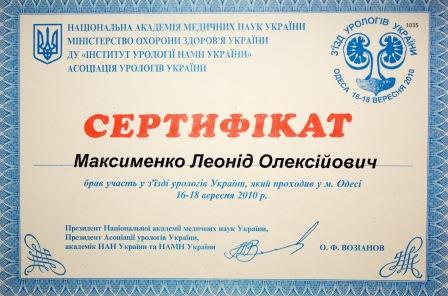 НАЦІОНАЛЬНА АКАДЕМІЯ МЕДИЧНИХ НАУК УКРАЇНИ
МІНІСТЕРСТВО ОХОРОНИ ЗДОРОВ'Я УКРАЇНИ
ДУ «ІНСТИТУТ УРОЛОГІЇ НАМН УКРАЇНИ»
АСОЦІАЦІЯ УРОЛОГІВ УКРАЇНИ
1035
З'ЇЗД УРОЛОГІВ УКРАЇНИ
ОДЕСА 16-18 ВЕРЕСНЯ 2010
СЕРТИФІКАТ
Максименко Леонід Олексійович
брав участь у з'їзді урологів України, який проходив у м. Одесі
16-18 вересня 2010 р.
Президент Національної академії медичних наук України,
Президент Асоціації урологів України,
академік НАН України та НАМН України
О. Ф. ВОЗІАНОВ